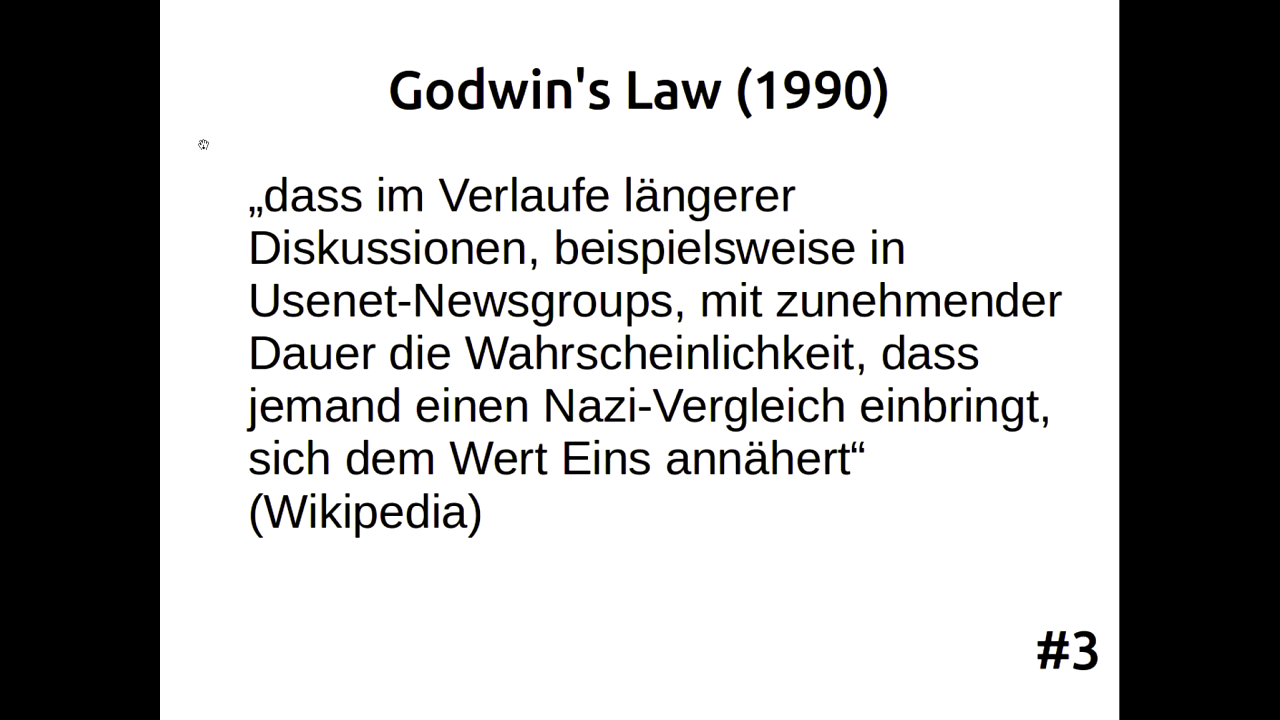 Godwin's Law (1990)
„dass im Verlaufe längerer
Diskussionen, beispielsweise in
Usenet-Newsgroups, mit zunehmender
Dauer die Wahrscheinlichkeit, dass
jemand einen Nazi-Vergleich einbringt,
sich dem Wert Eins annähert“
(Wikipedia)
#3